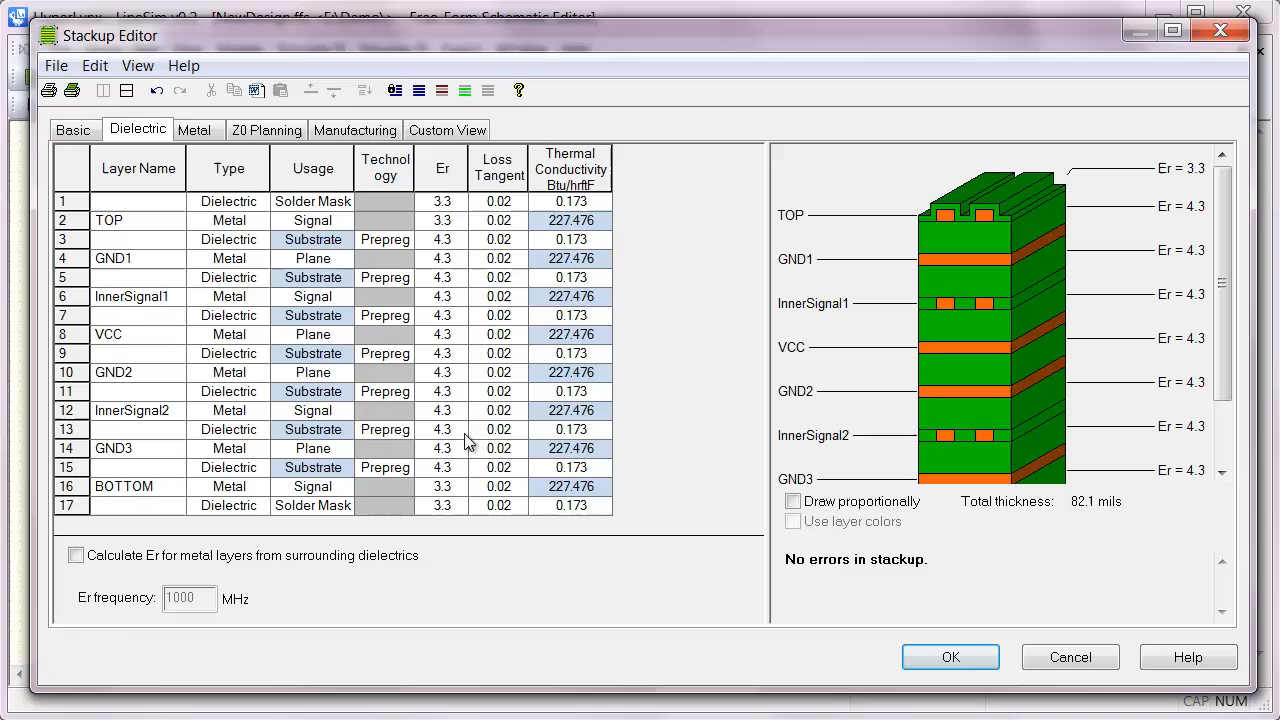 HyperLynx - LineSim v9.2 - [NewDesign.ffs <E:\Demo\> - Free-Form Schematic Editor]
Stackup Editor
File Edit View Help
Basic Dielectric Metal Z0 Planning Manufacturing Custom View
Layer Name Type Usage Technology Er Loss Tangent Thermal Conductivity Btu/hrftF
1 Dielectric Solder Mask 3.3 0.02 0.173
2 TOP Metal Signal 3.3 0.02 227.476
3 Dielectric Substrate Prepreg 4.3 0.02 0.173
4 GND1 Metal Plane 4.3 0.02 227.476
5 Dielectric Substrate Prepreg 4.3 0.02 0.173
6 InnerSignal1 Metal Signal 4.3 0.02 227.476
7 Dielectric Substrate Prepreg 4.3 0.02 0.173
8 VCC Metal Plane 4.3 0.02 227.476
9 Dielectric Substrate Prepreg 4.3 0.02 0.173
10 GND2 Metal Plane 4.3 0.02 227.476
11 Dielectric Substrate Prepreg 4.3 0.02 0.173
12 InnerSignal2 Metal Signal 4.3 0.02 227.476
13 Dielectric Substrate Prepreg 4.3 0.02 0.173
14 GND3 Metal Plane 4.3 0.02 227.476
15 Dielectric Substrate Prepreg 4.3 0.02 0.173
16 BOTTOM Metal Signal 3.3 0.02 227.476
17 Dielectric Solder Mask 3.3 0.02 0.173
Calculate Er for metal layers from surrounding dielectrics
Er frequency: 1000 MHz
Er = 3.3
TOP Er = 4.3
GND1 Er = 4.3
InnerSignal1 Er = 4.3
VCC Er = 4.3
GND2 Er = 4.3
InnerSignal2 Er = 4.3
GND3 Er = 4.3
Draw proportionally Total thickness: 82.1 mils
Use layer colors
No errors in stackup.
OK Cancel Help
CAP NUM